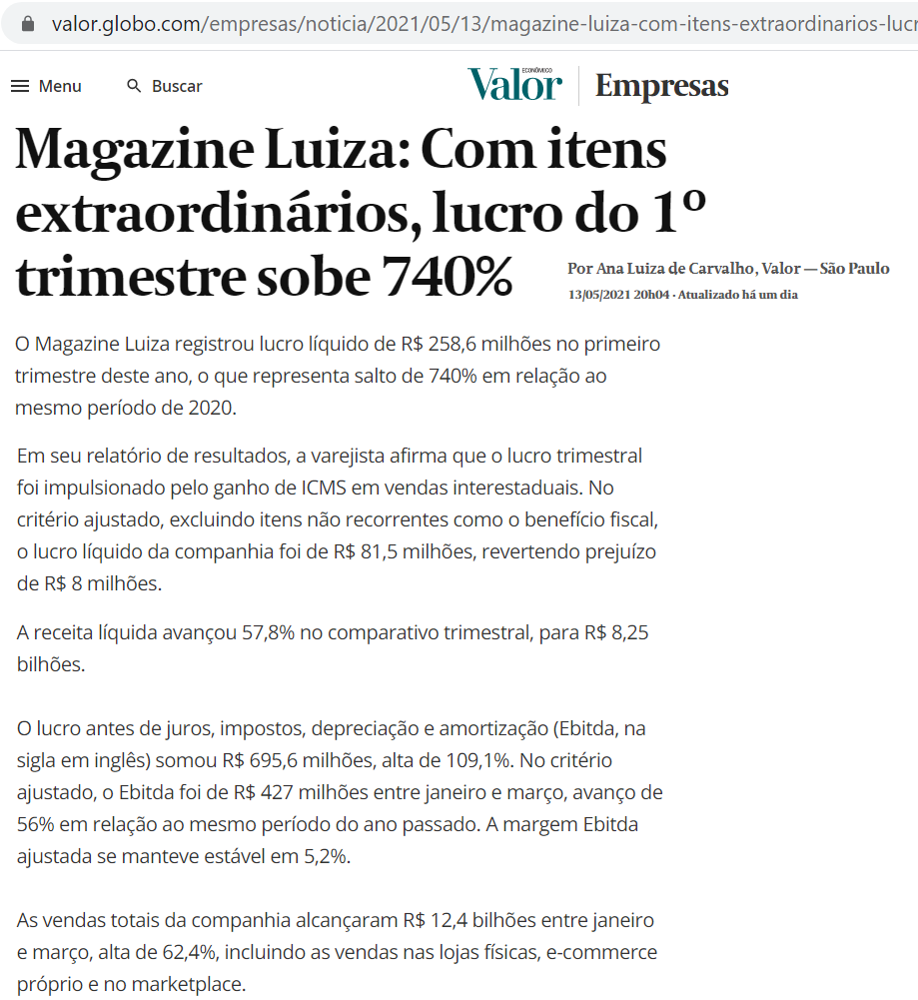 valor.globo.com/empresas/noticia/2021/05/13/magazine-luiza-com-itens-extraordinarios-lucr
Menu
Buscar
Valor ECONÔMICO
Empresas
Magazine Luiza: Com itens
extraordinários, lucro do 1º
trimestre sobe 740%
Por Ana Luiza de Carvalho, Valor — São Paulo
13/05/2021 20h04 · Atualizado há um dia
O Magazine Luiza registrou lucro líquido de R$ 258,6 milhões no primeiro
trimestre deste ano, o que representa salto de 740% em relação ao
mesmo período de 2020.
Em seu relatório de resultados, a varejista afirma que o lucro trimestral
foi impulsionado pelo ganho de ICMS em vendas interestaduais. No
critério ajustado, excluindo itens não recorrentes como o benefício fiscal,
o lucro líquido da companhia foi de R$ 81,5 milhões, revertendo prejuízo
de R$ 8 milhões.
A receita líquida avançou 57,8% no comparativo trimestral, para R$ 8,25
bilhões.
O lucro antes de juros, impostos, depreciação e amortização (Ebitda, na
sigla em inglês) somou R$ 695,6 milhões, alta de 109,1%. No critério
ajustado, o Ebitda foi de R$ 427 milhões entre janeiro e março, avanço de
56% em relação ao mesmo período do ano passado. A margem Ebitda
ajustada se manteve estável em 5,2%.
As vendas totais da companhia alcançaram R$ 12,4 bilhões entre janeiro
e março, alta de 62,4%, incluindo as vendas nas lojas físicas, e-commerce
próprio e no marketplace.